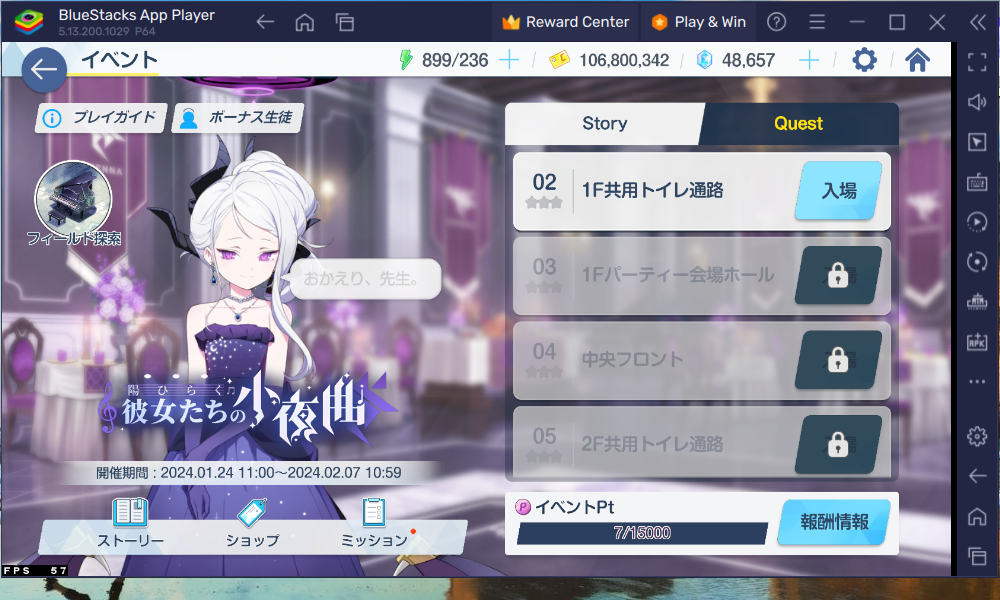 BlueStacks App Player
5.13.200.1029 P64
Reward Center
Play & Win
イベント
899/236
106,800,342
48,657
プレイガイド
ボーナス生徒
フィールド探索
おかえり、先生。
陽ひらく
彼女たちの小夜曲
開催期間 : 2024.01.24 11:00～2024.02.07 10:59
ストーリー
ショップ
ミッション
FPS 57
Story
Quest
02
1F共用トイレ通路
入場
03
1Fパーティー会場ホール
04
中央フロント
05
2F共用トイレ通路
イベントPt
7/15000
報酬情報
APK